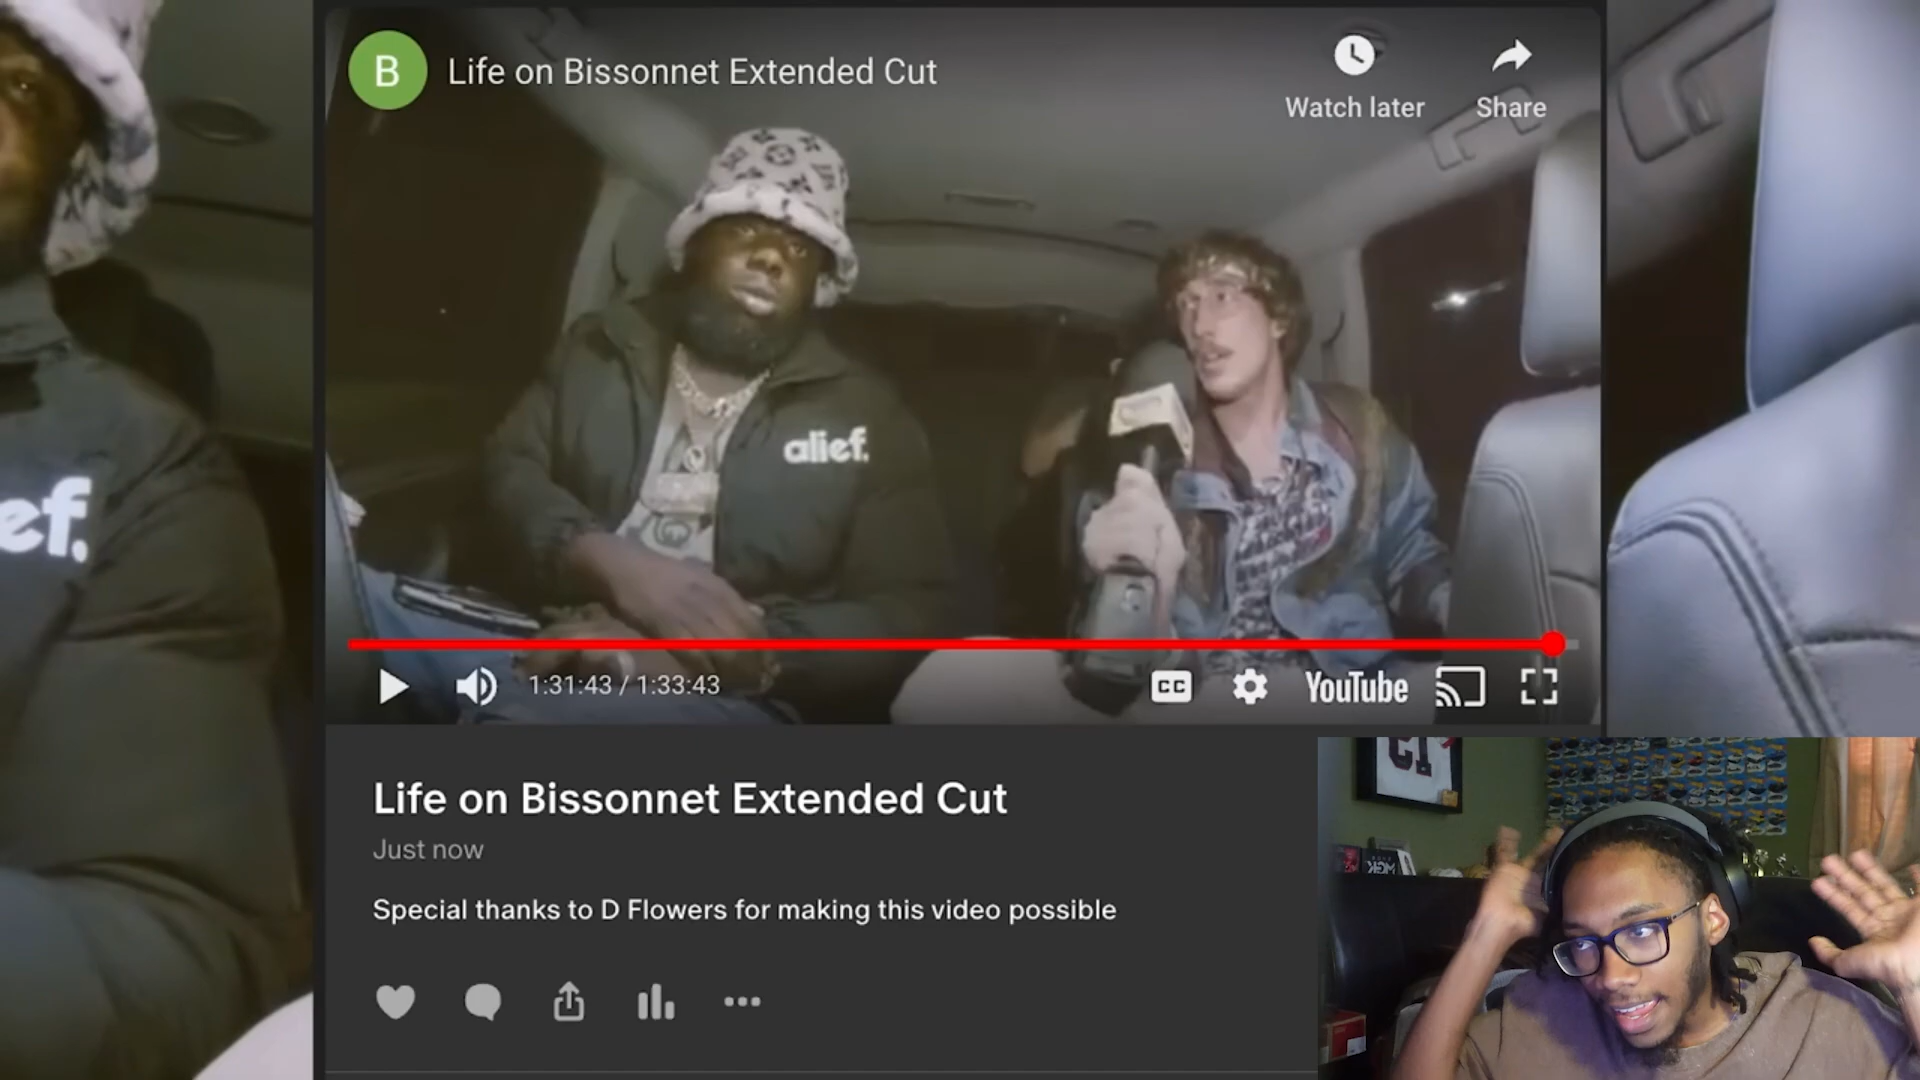 B
Life on Bissonnet Extended Cut
Watch later
Share
alief.
ef.
1:31:43 / 1:33:43
CC
YouTube
Life on Bissonnet Extended Cut
Just now
Special thanks to D Flowers for making this video possible